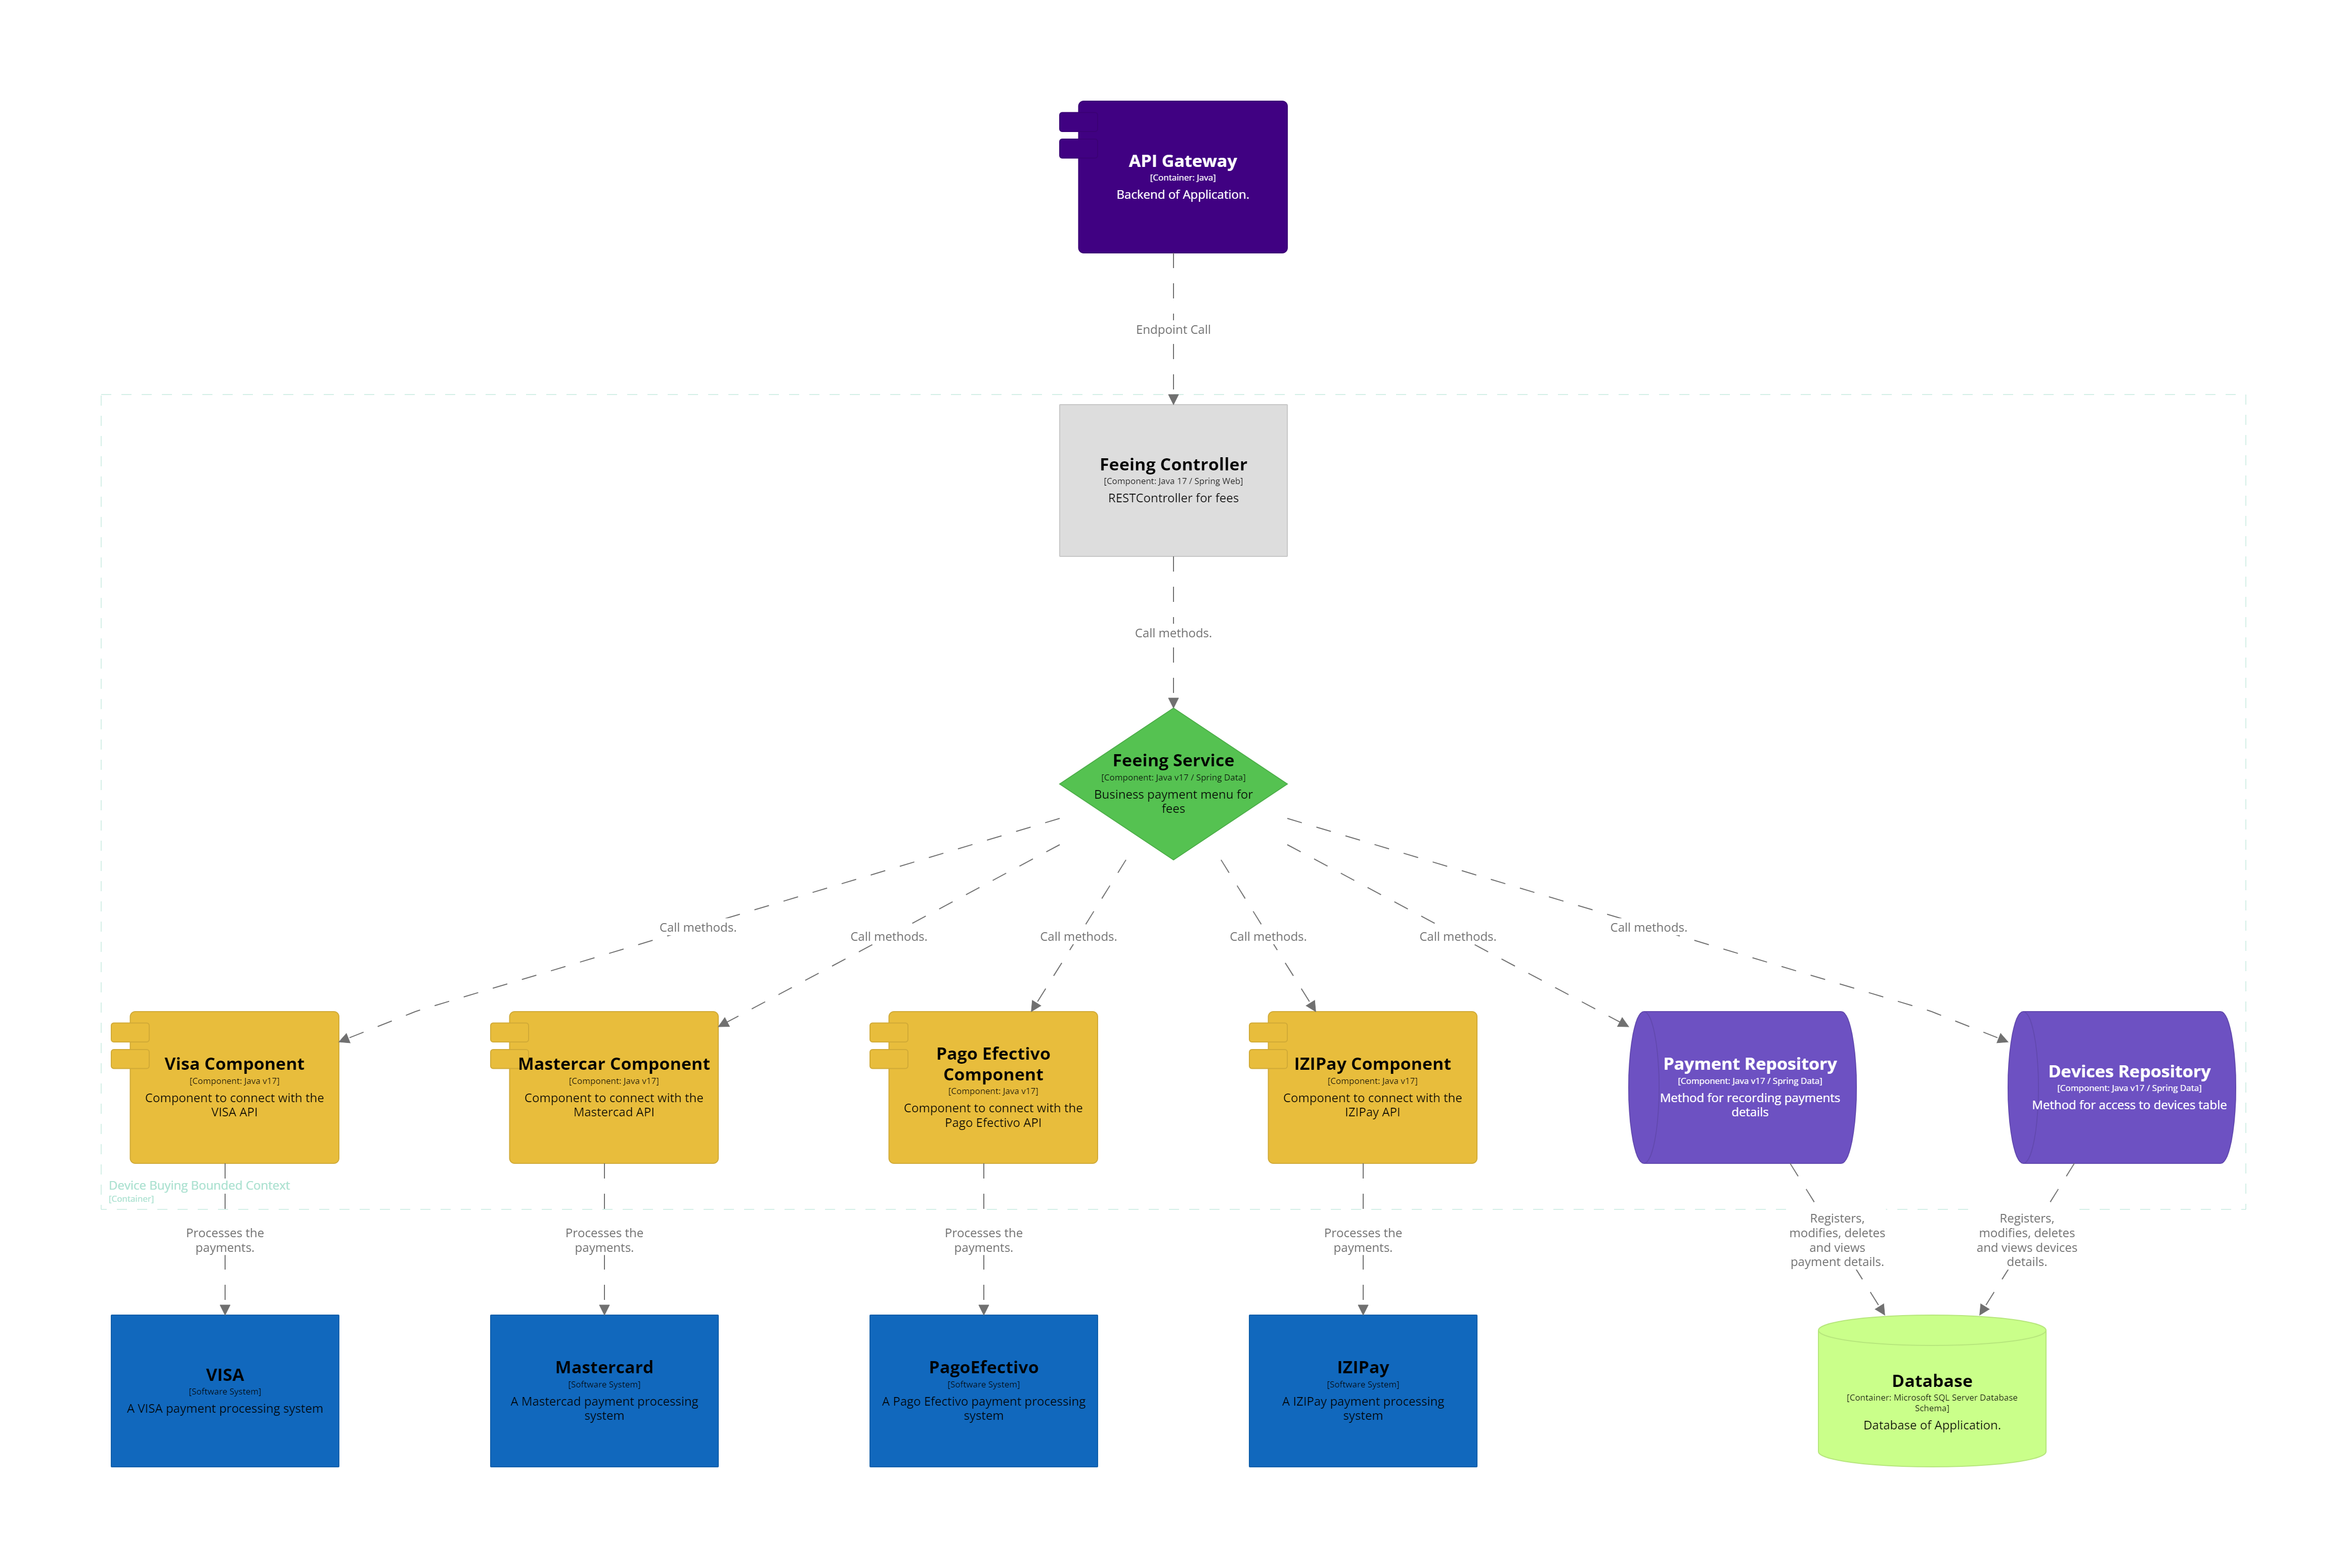 API Gateway
[Container: Java]
Backend of Application.
Endpoint Call
Feeing Controller
[Component: Java 17 / Spring Web]
RESTController for fees
Call methods.
Feeing Service
[Component: Java v17 / Spring Data]
Business payment menu for
fees
Call methods.
Call methods.
Call methods.
Call methods.
Call methods.
Call methods.
Visa Component
[Component: Java v17]
Component to connect with the
VISA API
Mastercar Component
[Component: Java v17]
Component to connect with the
Mastercad API
Pago Efectivo
Component
[Component: Java v17]
Component to connect with the
Pago Efectivo API
IZIPay Component
[Component: Java v17]
Component to connect with the
IZIPay API
Payment Repository
[Component: Java v17 / Spring Data]
Method for recording payments
details
Devices Repository
[Component: Java v17 / Spring Data]
Method for access to devices table
Device Buying Bounded Context
[Container]
Processes the
payments.
Processes the
payments.
Processes the
payments.
Processes the
payments.
Registers,
modifies, deletes
and views
payment details.
Registers,
modifies, deletes
and views devices
details.
VISA
[Software System]
A VISA payment processing system
Mastercard
[Software System]
A Mastercad payment processing
system
PagoEfectivo
[Software System]
A Pago Efectivo payment processing
system
IZIPay
[Software System]
A IZIPay payment processing
system
Database
[Container: Microsoft SQL Server Database
Schema]
Database of Application.